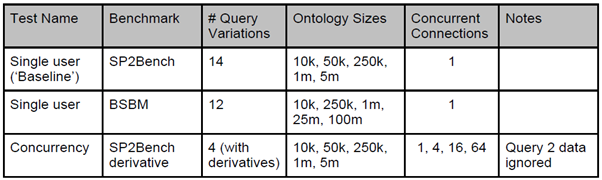 Test Name Benchmark # Query Variations Ontology Sizes Concurrent Connections Notes
Single user (‘Baseline’) SP2Bench 14 10k, 50k, 250k, 1m, 5m 1
Single user BSBM 12 10k, 250k, 1m, 25m, 100m 1
Concurrency SP2Bench derivative 4 (with derivatives) 10k, 50k, 250k, 1m, 5m 1, 4, 16, 64 Query 2 data ignored